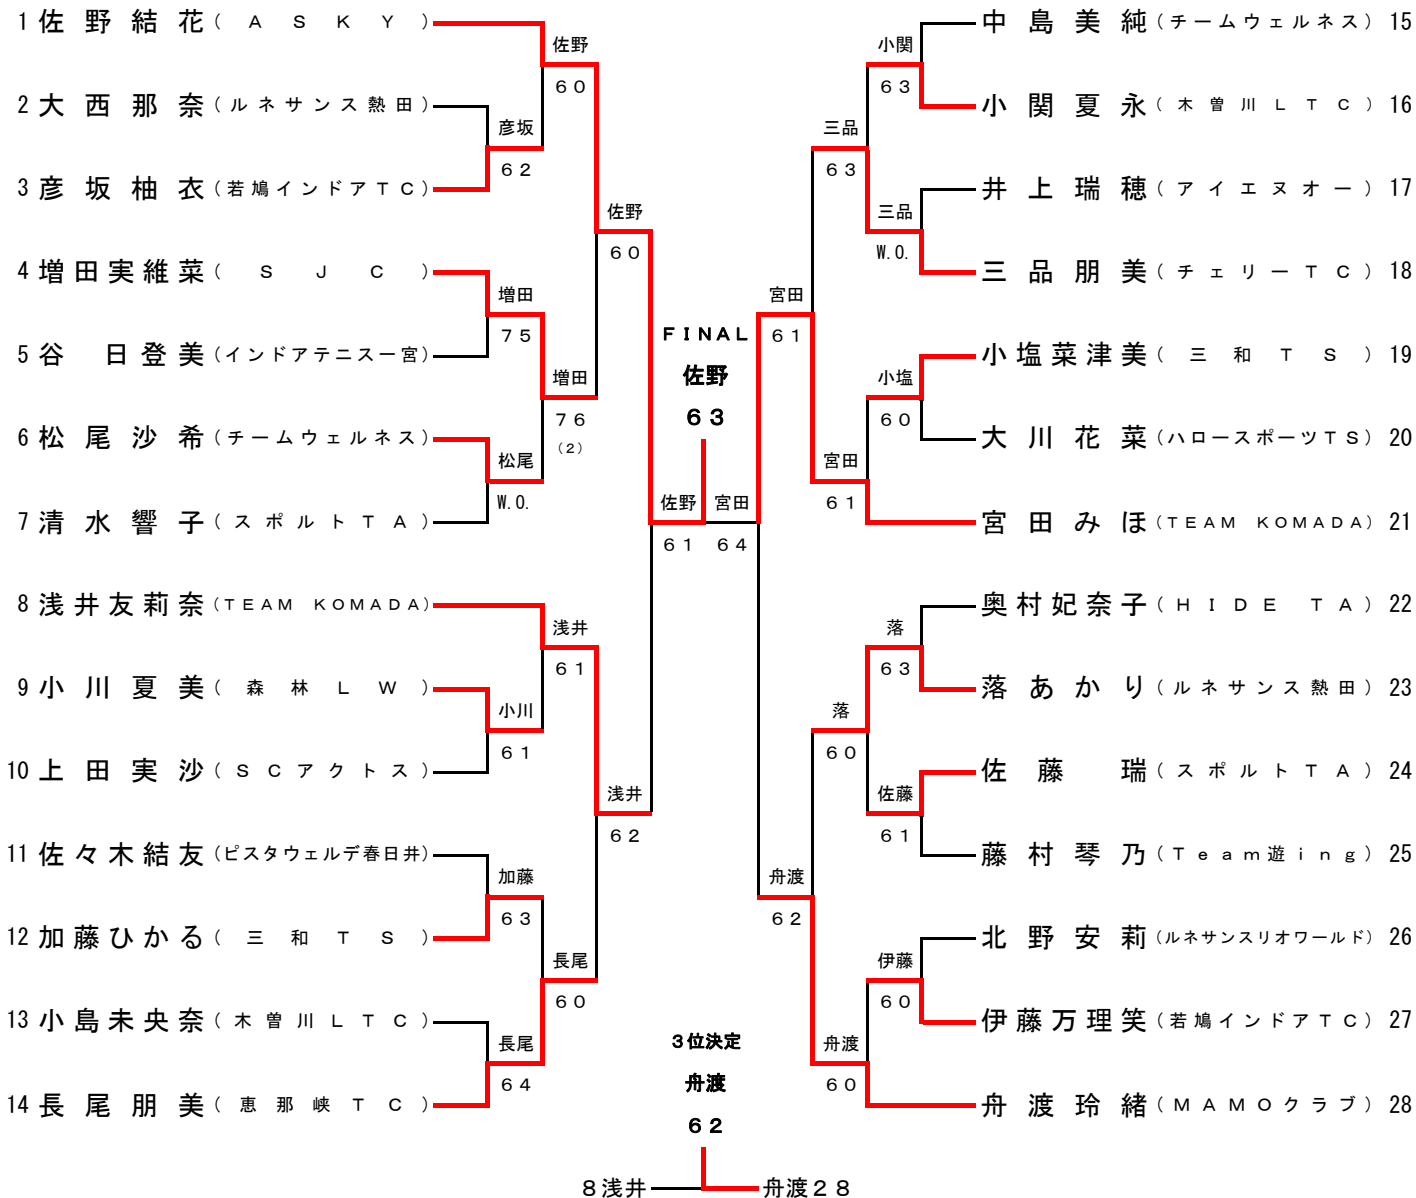 1 佐野結花 (ASKY)
2 大西那奈 (ルネサンス熱田)
3 彦坂柚衣 (若鳩インドアTC)
4 増田実維菜 (SJC)
5 谷 日登美 (インドアテニス一宮)
6 松尾沙希 (チームウェルネス)
7 清水響子 (スポルトTA)
8 浅井友莉奈 (TEAM KOMADA)
9 小川夏美 (森林LW)
10 上田実沙 (SCアクトス)
11 佐々木結友 (ピスタウェルデ春日井)
12 加藤ひかる (三和TS)
13 小島未央奈 (木曽川LTC)
14 長尾朋美 (恵那峡TC)
彦坂
62
増田
75
松尾
W.O.
小川
61
加藤
63
長尾
64
佐野
60
増田
76
(2)
浅井
61
長尾
60
佐野
60
浅井
62
佐野
61
FINAL
佐野
63
宮田
64
宮田
61
舟渡
62
三品
63
宮田
61
落
60
舟渡
60
小関
63
三品
W.O.
小塩
60
落
63
佐藤
61
伊藤
60
中島美純 (チームウェルネス) 15
小関夏永 (木曽川LTC) 16
井上瑞穂 (アイエヌオー) 17
三品朋美 (チェリーTC) 18
小塩菜津美 (三和TS) 19
大川花菜 (ハロースポーツTS) 20
宮田みほ (TEAM KOMADA) 21
奥村妃奈子 (HIDE TA) 22
落あかり (ルネサンス熱田) 23
佐藤 瑞 (スポルトTA) 24
藤村琴乃 (Team遊ing) 25
北野安莉 (ルネサンスリオワールド) 26
伊藤万理笑 (若鳩インドアTC) 27
舟渡玲緒 (MAMOクラブ) 28
3位決定
舟渡
62
8浅井 舟渡28